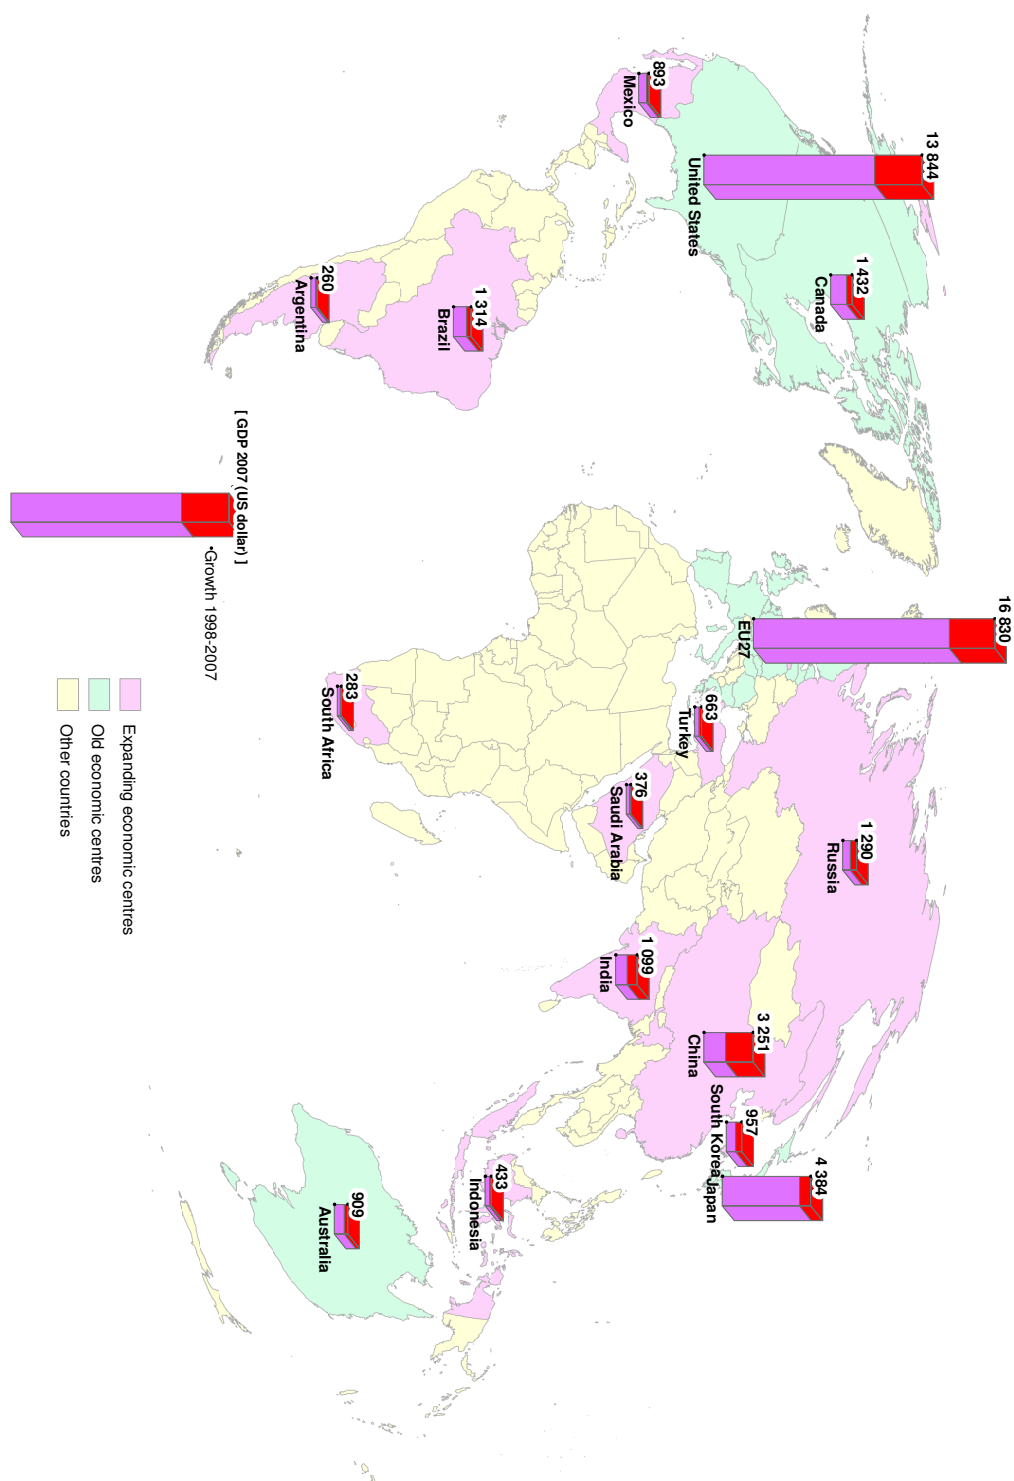 13 844
United States
1 432
Canada
893
Mexico
1 314
Brazil
260
Argentina
16 830
EU27
663
Turkey
376
Saudi Arabia
283
South Africa
1 290
Russia
1 099
India
3 251
China
957
South Korea
4 384
Japan
433
Indonesia
909
Australia
[ GDP 2007 (US dollar) ]
Growth 1998-2007
Expanding economic centres
Old economic centres
Other countries